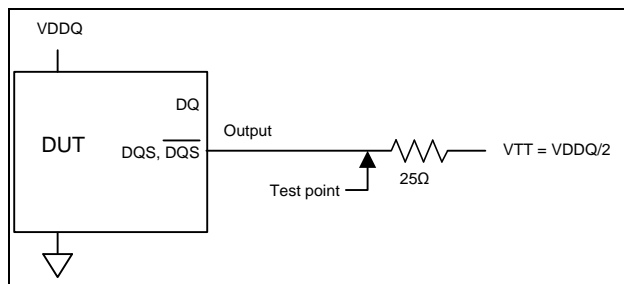 VDDQ
DQ
DUT
DQS, DQS
Output
Test point
25Ω
VTT = VDDQ/2